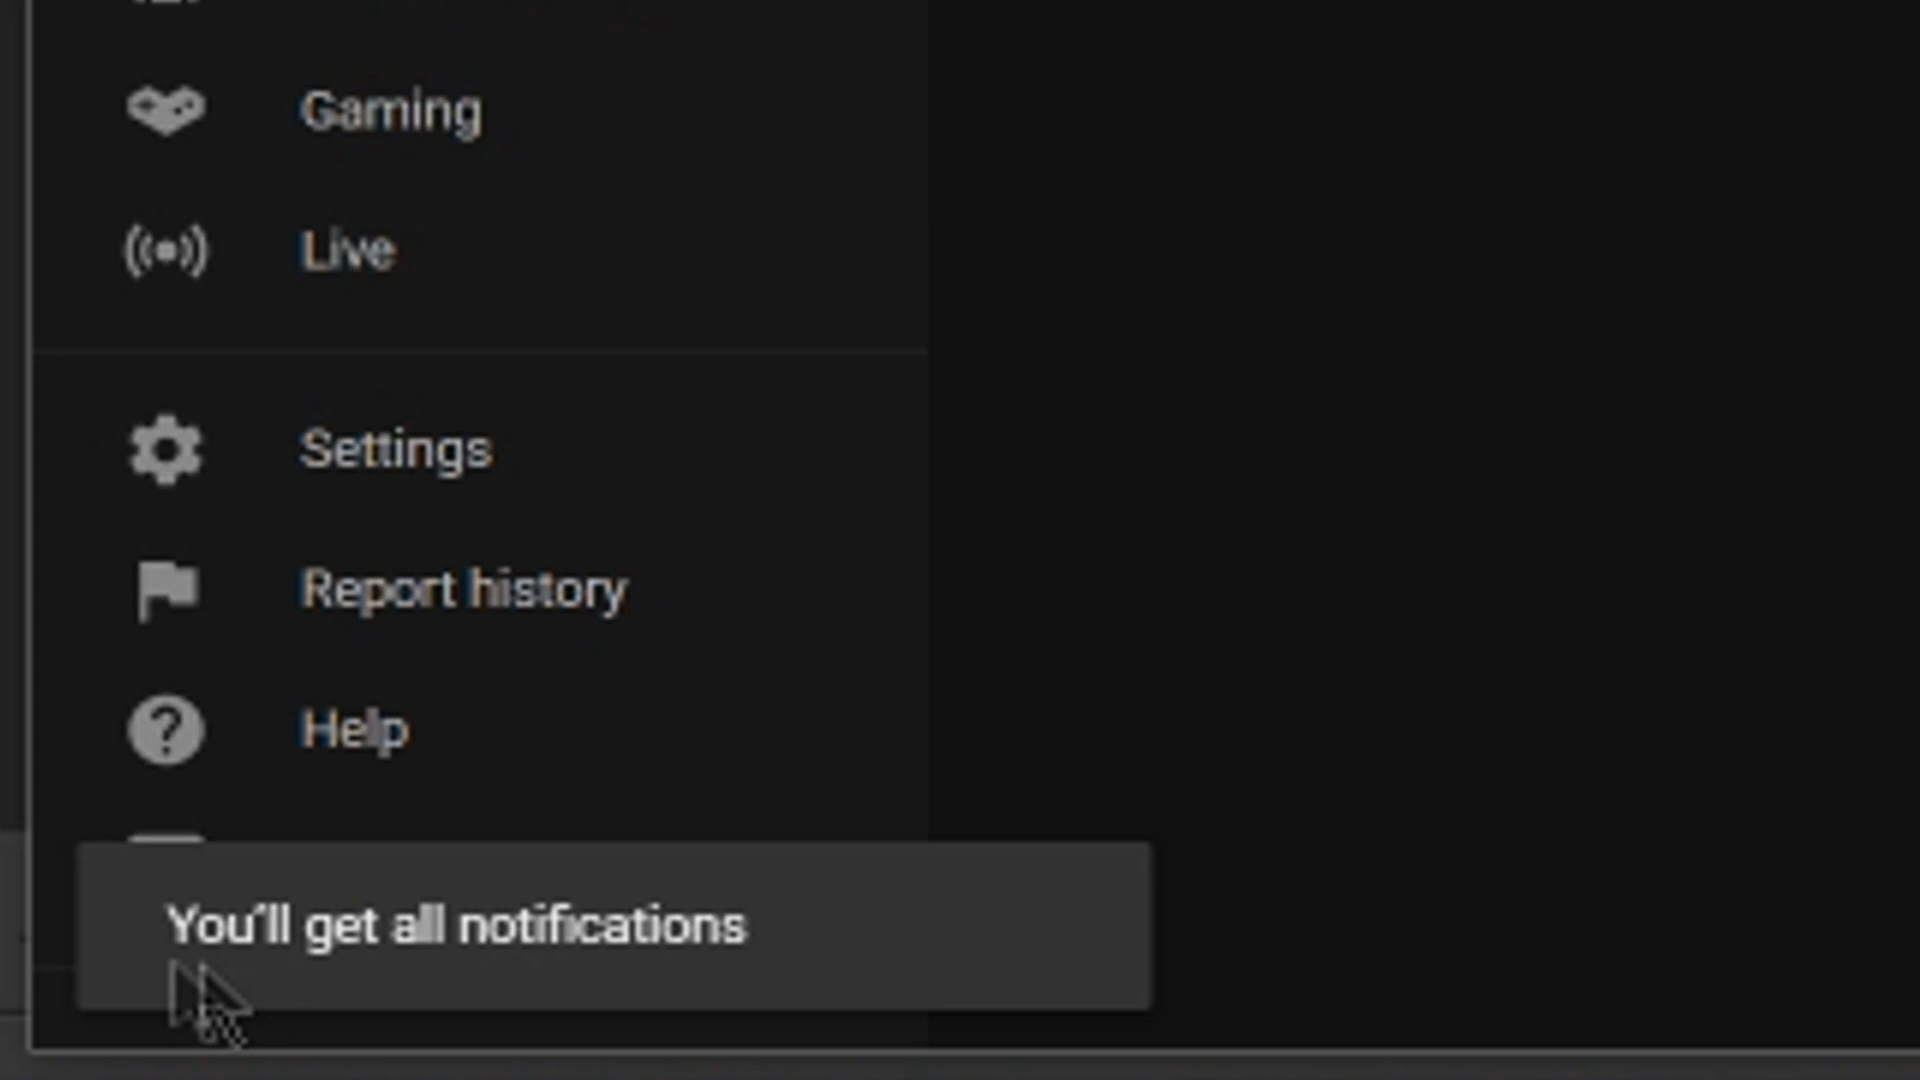 Gaming
Live
Settings
Report history
Help
You'll get all notifications